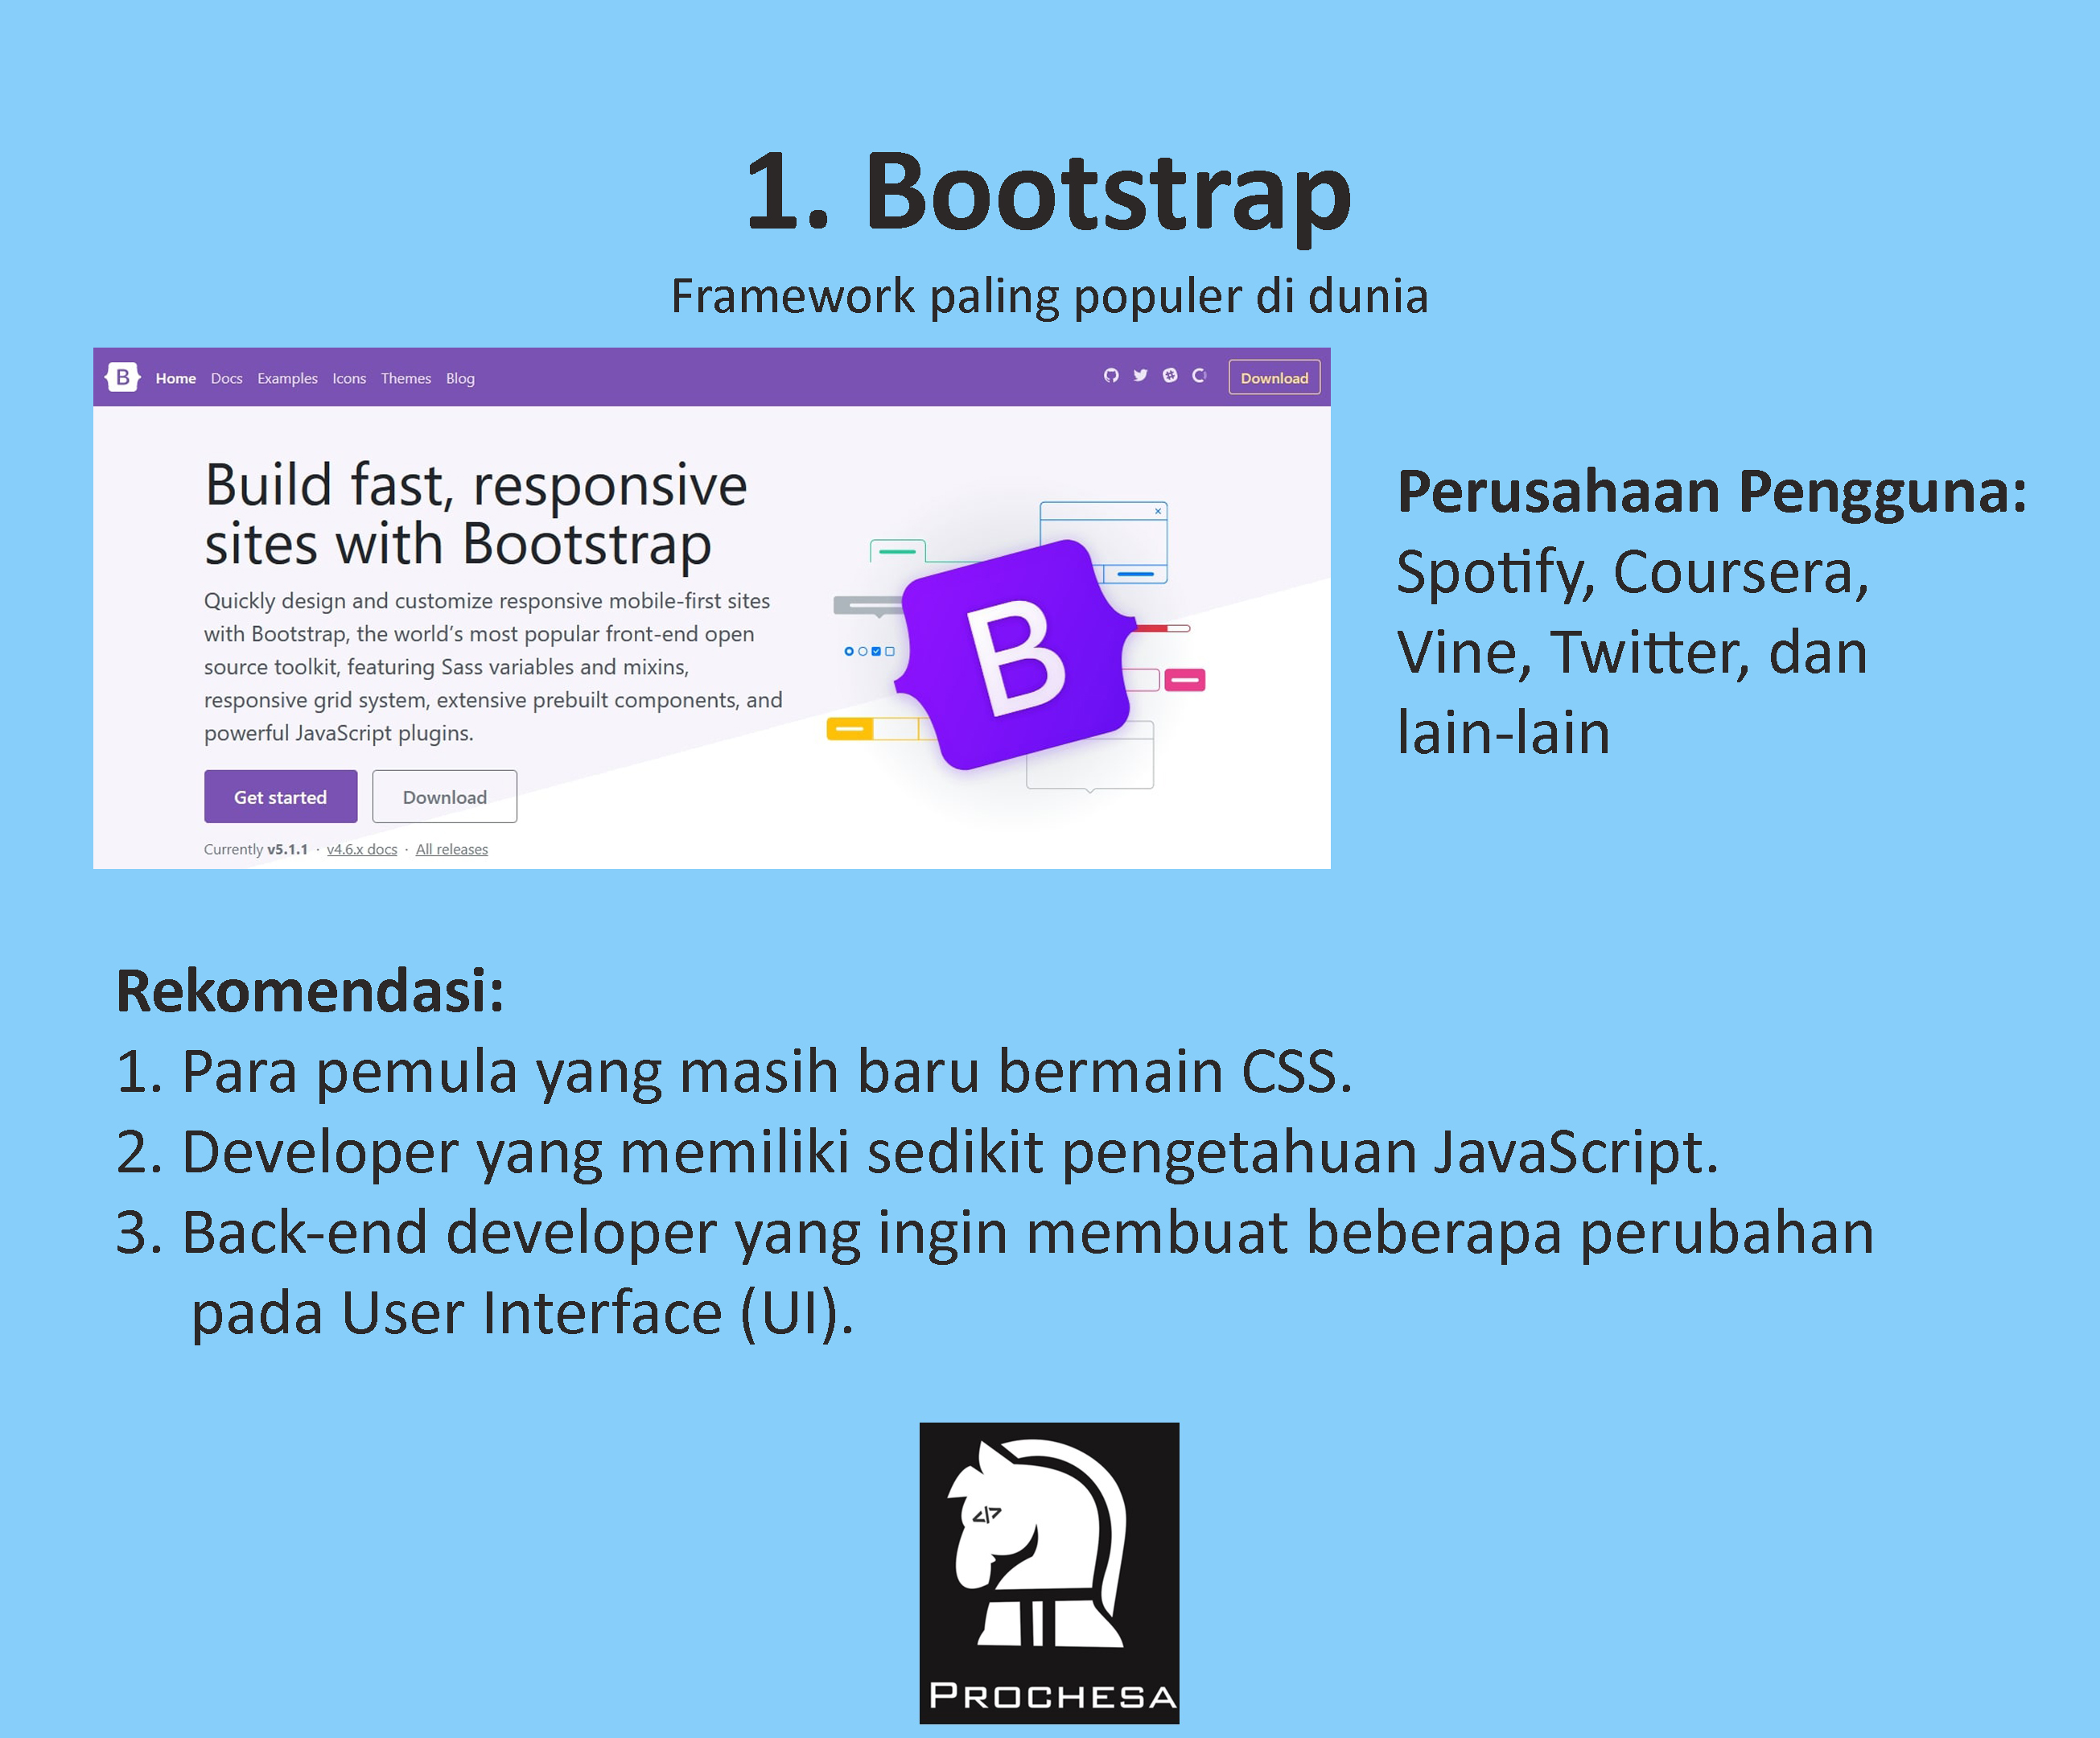 1. Bootstrap
Framework paling populer di dunia
B Home Docs Examples Icons Themes Blog Download
Build fast, responsive
sites with Bootstrap
Quickly design and customize responsive mobile-first sites
with Bootstrap, the world's most popular front-end open
source toolkit, featuring Sass variables and mixins,
responsive grid system, extensive prebuilt components, and
powerful JavaScript plugins.
Get started Download
Currently v5.1.1 · v4.6.x docs · All releases
B
Perusahaan Pengguna:
Spotify, Coursera,
Vine, Twitter, dan
lain-lain
Rekomendasi:
1. Para pemula yang masih baru bermain CSS.
2. Developer yang memiliki sedikit pengetahuan JavaScript.
3. Back-end developer yang ingin membuat beberapa perubahan
pada User Interface (UI).
</>
PROCHESA